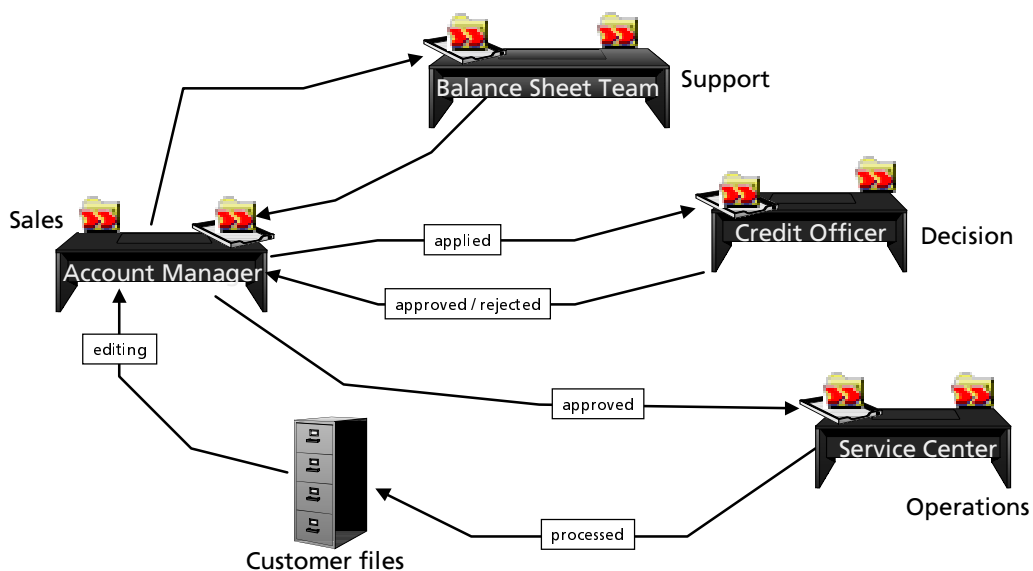 Balance Sheet Team
Support
Sales
Account Manager
applied
Credit Officer
Decision
approved / rejected
editing
approved
Service Center
Operations
processed
Customer files